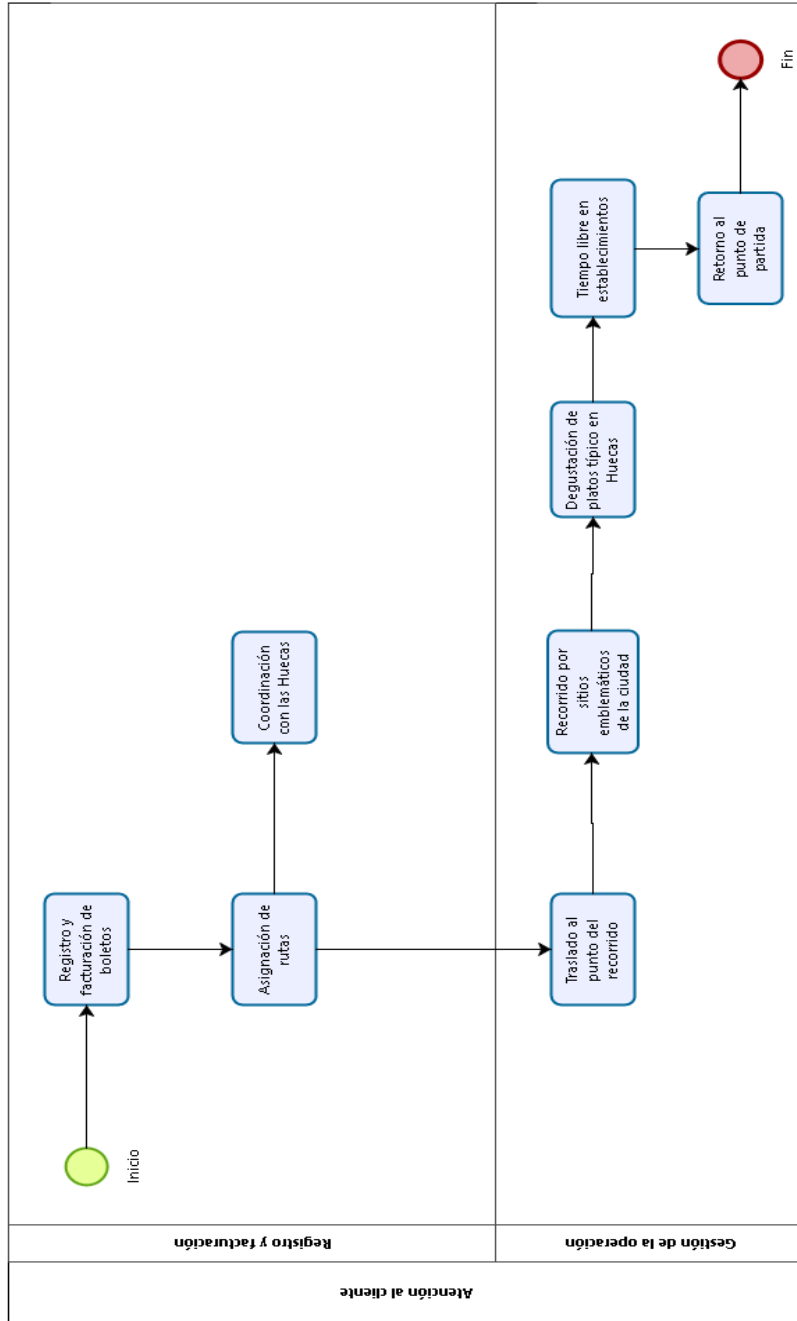 Atención al cliente
Registro y facturación
Gestión de la operación
Inicio
Registro y
facturación de
boletos
Asignación de
rutas
Coordinación
con las Huecas
Traslado al
punto del
recorrido
Recorrido por
sitios
emblemáticos
de la ciudad
Degustación de
platos típico en
Huecas
Tiempo libre en
establecimientos
Retorno al
punto de
partida
Fin